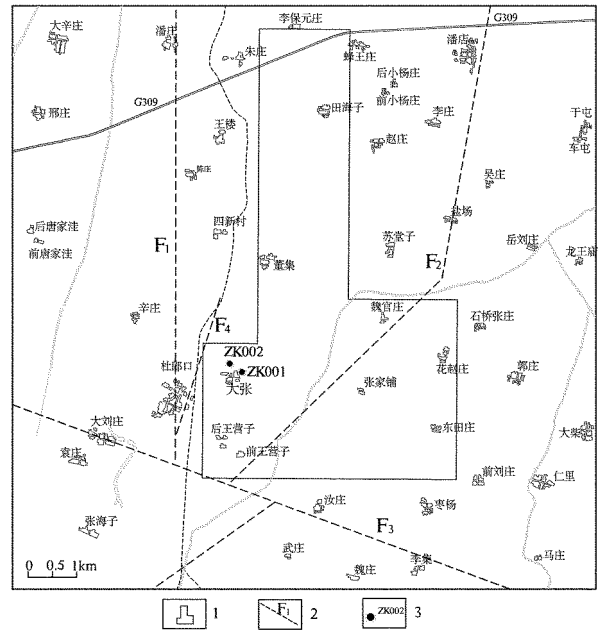 李保元庄
G309
大辛庄
潘庄
潘店
朱庄
蜂王庄
后小杨庄
前小杨庄
G309
邢庄
田海子
李庄
于屯
王楼
赵庄
车屯
陈庄
吴庄
盐场
后唐家洼
四新村
F1
苏堂子
岳刘庄
前唐家洼
董集
F2
龙王庙
辛庄
F4
魏官庄
石桥张庄
ZK002
杜郎口
ZK001
花赵庄
郭庄
大张
张家铺
大刘庄
后王营子
东田庄
大柴
袁庄
前王营子
前刘庄
仁里
汝庄
枣杨
张海子
F3
武庄
马庄
0 0.5 1km
魏庄
李集
1
F1
2
ZK002
3